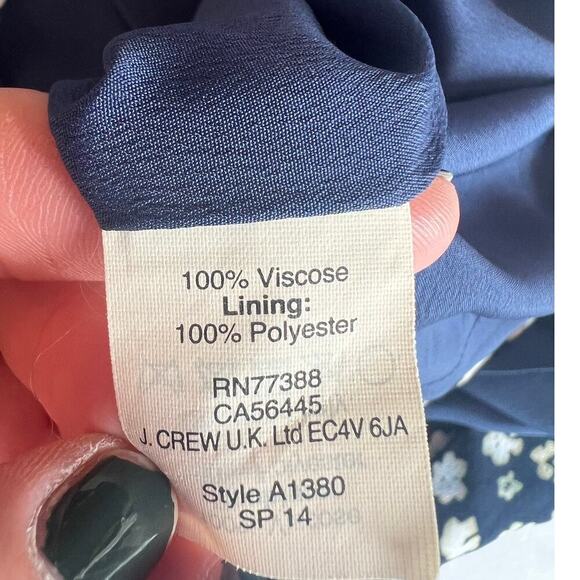 100% Viscose
Lining:
100% Polyester
RN77388
CA56445
J. CREW U.K. Ltd EC4V 6JA
Style A1380
SP 14